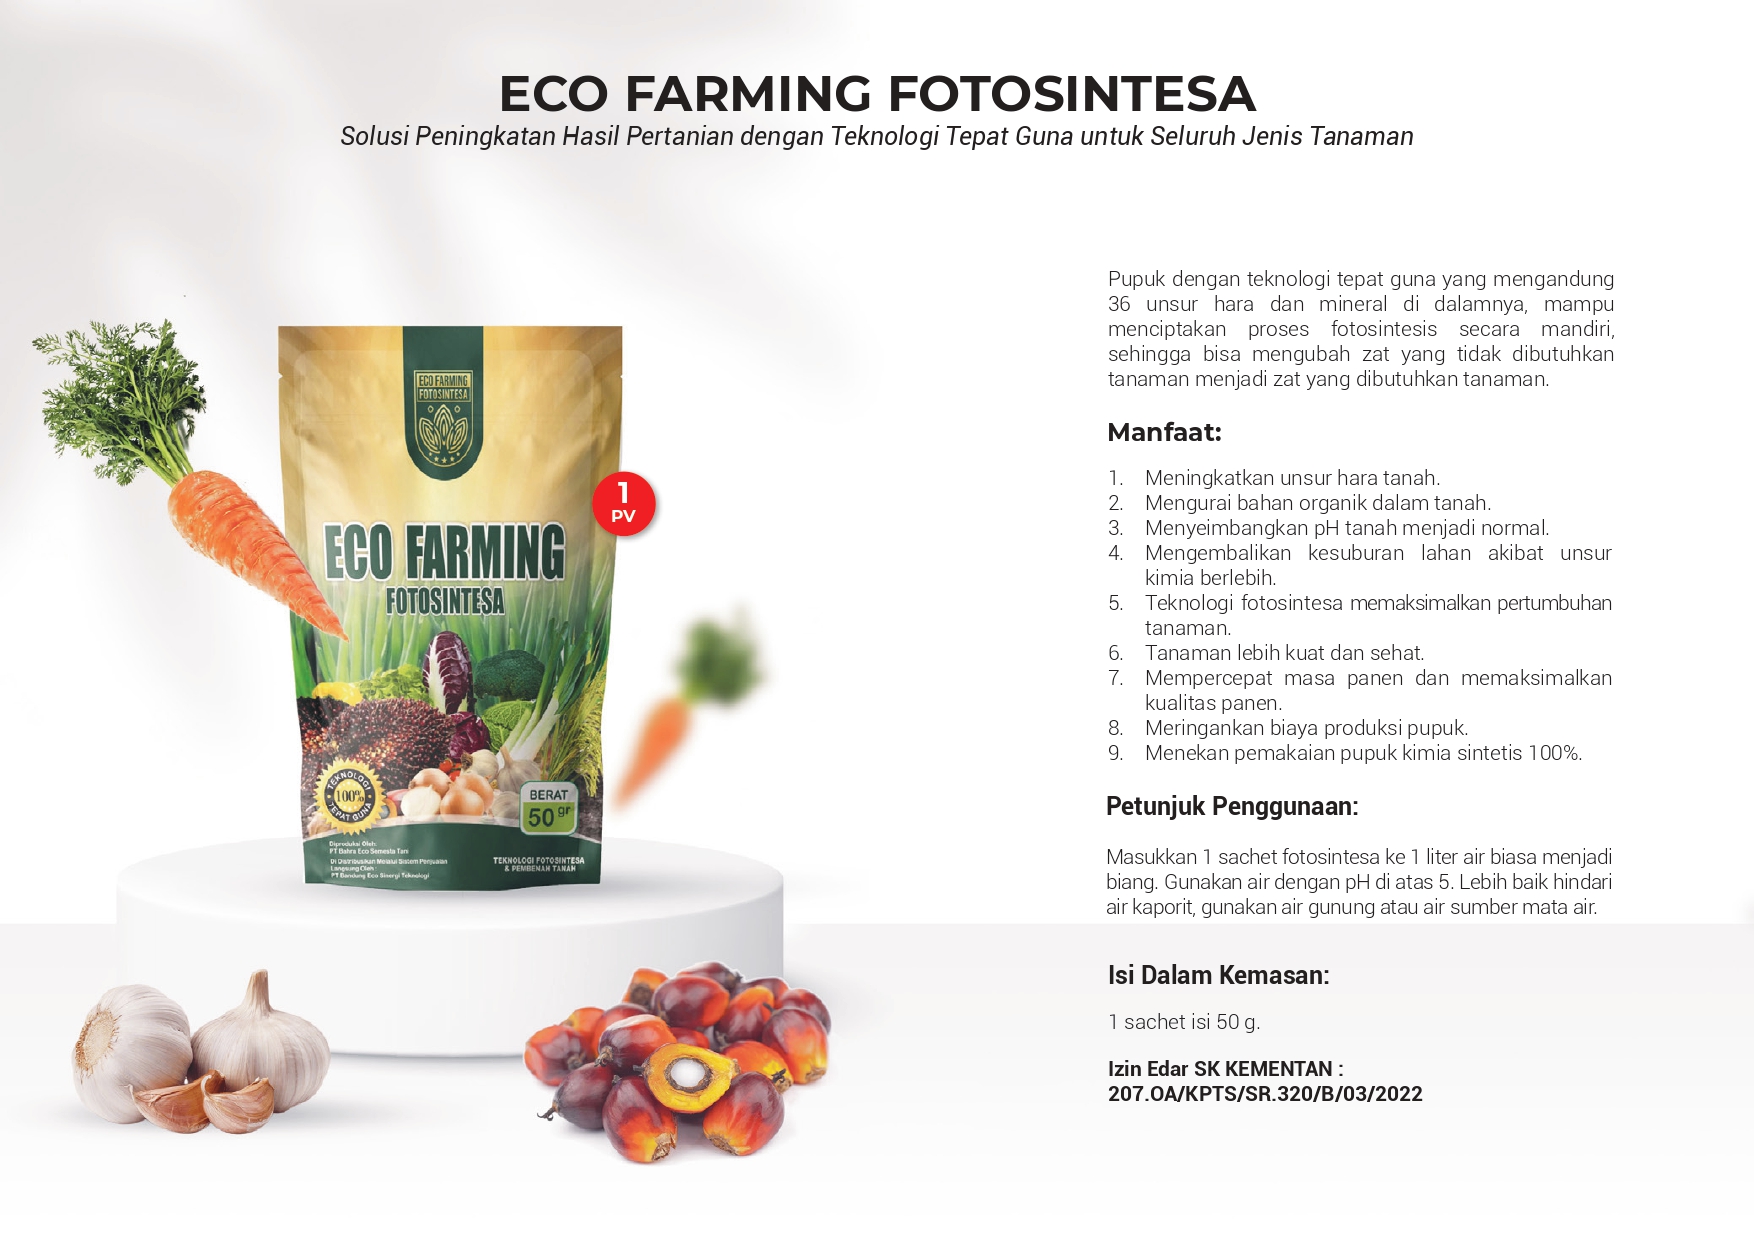 ECO FARMING FOTOSINTESA
Solusi Peningkatan Hasil Pertanian dengan Teknologi Tepat Guna untuk Seluruh Jenis Tanaman
ECO FARMING
FOTOSINTESA
1
PV
ECO FARMING
FOTOSINTESA
TEKNOLOGI
100%
TEPAT GUNA
BERAT
50 gr
Diproduksi Oleh:
PT Bahra Eco Semesta Tani
Di Distribusikan Melalui Sistem Penjualan
Langsung Oleh :
PT Bandung Eco Sinergi Teknologi
TEKNOLOGI FOTOSINTESA
& PEMBENAH TANAH
Pupuk dengan teknologi tepat guna yang mengandung
36 unsur hara dan mineral di dalamnya, mampu
menciptakan proses fotosintesis secara mandiri,
sehingga bisa mengubah zat yang tidak dibutuhkan
tanaman menjadi zat yang dibutuhkan tanaman.
Manfaat:
1. Meningkatkan unsur hara tanah.
2. Mengurai bahan organik dalam tanah.
3. Menyeimbangkan pH tanah menjadi normal.
4. Mengembalikan kesuburan lahan akibat unsur
kimia berlebih.
5. Teknologi fotosintesa memaksimalkan pertumbuhan
tanaman.
6. Tanaman lebih kuat dan sehat.
7. Mempercepat masa panen dan memaksimalkan
kualitas panen.
8. Meringankan biaya produksi pupuk.
9. Menekan pemakaian pupuk kimia sintetis 100%.
Petunjuk Penggunaan:
Masukkan 1 sachet fotosintesa ke 1 liter air biasa menjadi
biang. Gunakan air dengan pH di atas 5. Lebih baik hindari
air kaporit, gunakan air gunung atau air sumber mata air.
Isi Dalam Kemasan:
1 sachet isi 50 g.
Izin Edar SK KEMENTAN :
207.OA/KPTS/SR.320/B/03/2022